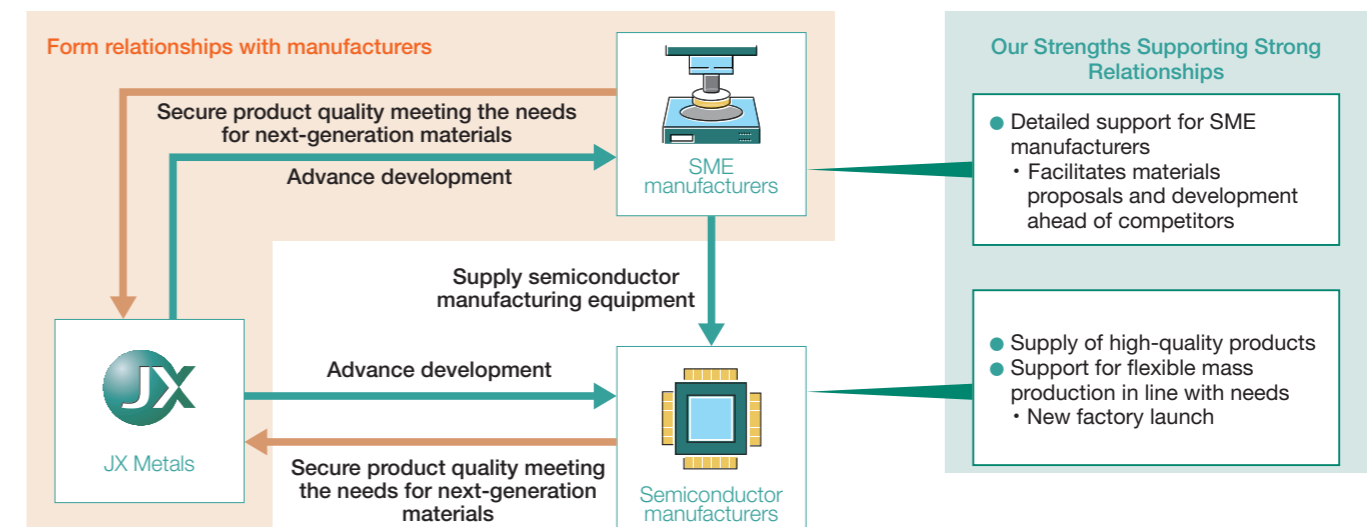 Form relationships with manufacturers
Secure product quality meeting the needs
for next-generation materials
Advance development
SME
manufacturers
Supply semiconductor
manufacturing equipment
JX
JX Metals
Advance development
Secure product quality meeting
the needs for next-generation
materials
Semiconductor
manufacturers
Our Strengths Supporting Strong
Relationships
● Detailed support for SME
manufacturers
・Facilitates materials
proposals and development
ahead of competitors
● Supply of high-quality products
● Support for flexible mass
production in line with needs
・New factory launch